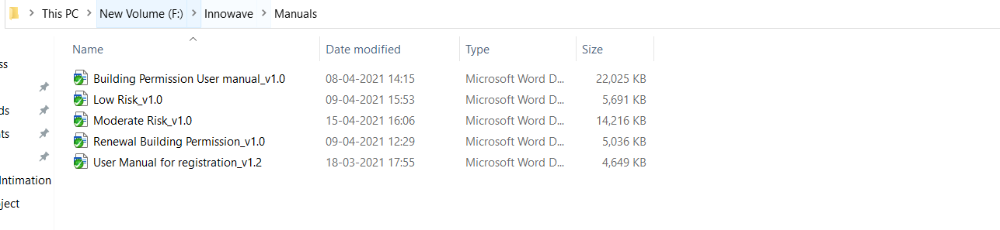 This PC > New Volume (F:) > Innowave > Manuals
Name Date modified Type Size
ss
Building Permission User manual_v1.0 08-04-2021 14:15 Microsoft Word D... 22,025 KB
Low Risk_v1.0 09-04-2021 15:53 Microsoft Word D... 5,691 KB
ds
Moderate Risk_v1.0 15-04-2021 16:06 Microsoft Word D... 14,216 KB
nts
Renewal Building Permission_v1.0 09-04-2021 12:29 Microsoft Word D... 5,036 KB
User Manual for registration_v1.2 18-03-2021 17:55 Microsoft Word D... 4,649 KB
Intimation
ject